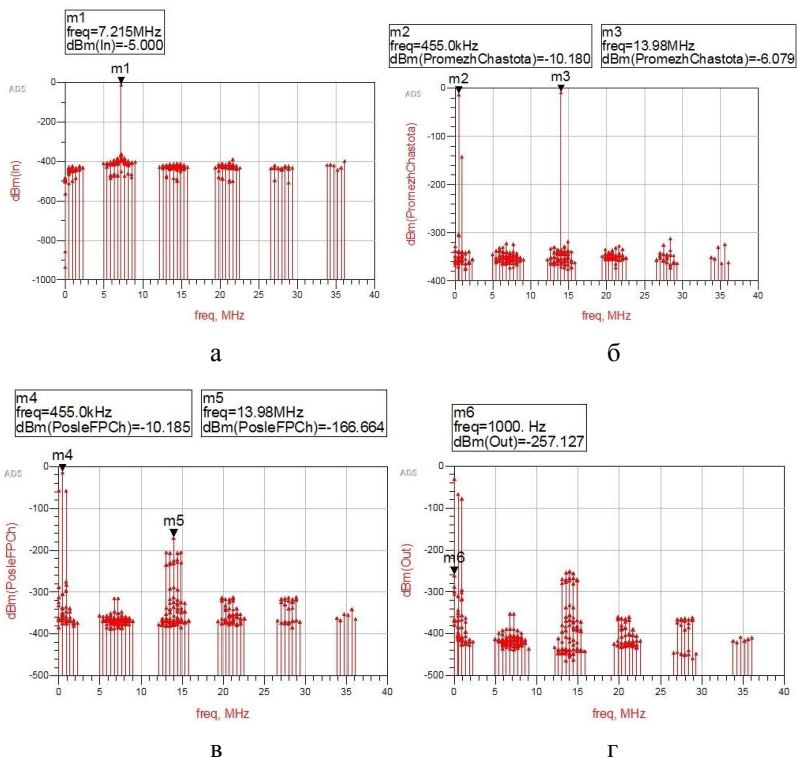 m1
freq=7.215MHz
dBm(In)=-5.000
m1
ADS
0
-200
-400
-600
-800
-1000
dBm(In)
0 5 10 15 20 25 30 35 40
freq, MHz
а
m2
freq=455.0kHz
dBm(PromezhChastota)=-10.180
m3
freq=13.98MHz
dBm(PromezhChastota)=-6.079
m2
m3
ADS
0
-100
-200
-300
-400
dBm(PromezhChastota)
0 5 10 15 20 25 30 35 40
freq, MHz
б
m4
freq=455.0kHz
dBm(PosleFPCh)=-10.185
m5
freq=13.98MHz
dBm(PosleFPCh)=-166.664
m4
m5
ADS
0
-100
-200
-300
-400
-500
dBm(PosleFPCh)
0 5 10 15 20 25 30 35 40
freq, MHz
в
m6
freq=1000. Hz
dBm(Out)=-257.127
m6
ADS
0
-100
-200
-300
-400
-500
dBm(Out)
0 5 10 15 20 25 30 35 40
freq, MHz
г